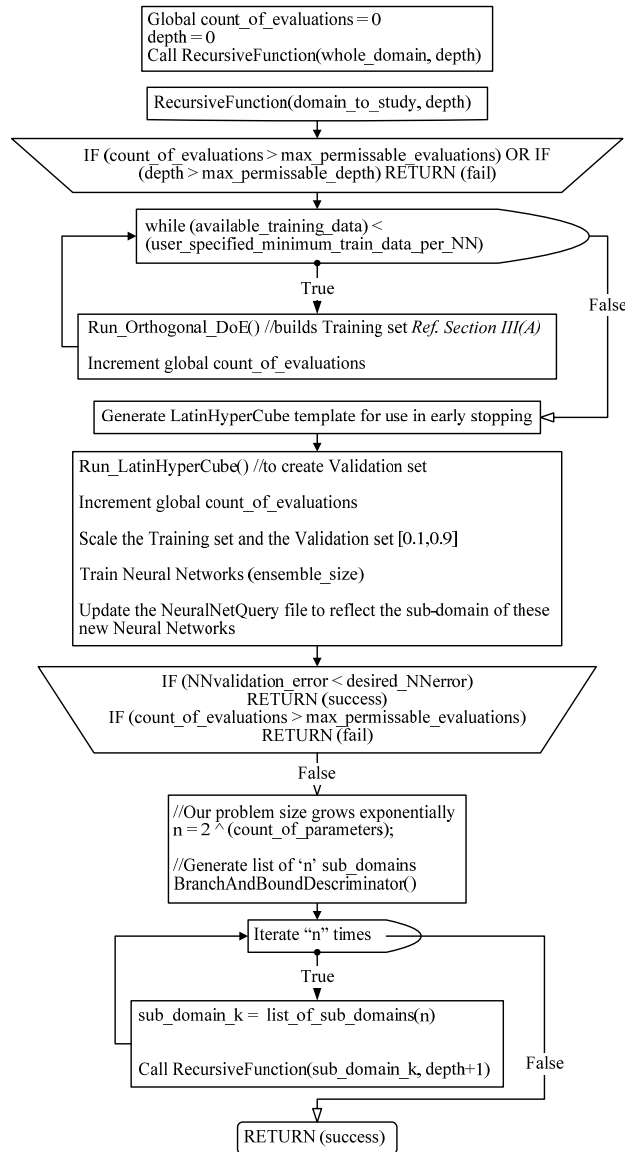 Global count_of_evaluations = 0
depth = 0
Call RecursiveFunction(whole_domain, depth)
RecursiveFunction(domain_to_study, depth)
IF (count_of_evaluations > max_permissable_evaluations) OR IF
(depth > max_permissable_depth) RETURN (fail)
while (available_training_data) <
(user_specified_minimum_train_data_per_NN)
True
False
Run_Orthogonal_DoE() //builds Training set Ref. Section III(A)
Increment global count_of_evaluations
Generate LatinHyperCube template for use in early stopping
Run_LatinHyperCube() //to create Validation set
Increment global count_of_evaluations
Scale the Training set and the Validation set [0.1,0.9]
Train Neural Networks (ensemble_size)
Update the NeuralNetQuery file to reflect the sub-domain of these
new Neural Networks
IF (NNvalidation_error < desired_NNerror)
RETURN (success)
IF (count_of_evaluations > max_permissable_evaluations)
RETURN (fail)
False
//Our problem size grows exponentially
n = 2 ^ (count_of_parameters);
//Generate list of ‘n’ sub_domains
BranchAndBoundDescriminator()
Iterate “n” times
True
sub_domain_k = list_of_sub_domains(n)
Call RecursiveFunction(sub_domain_k, depth+1)
False
RETURN (success)